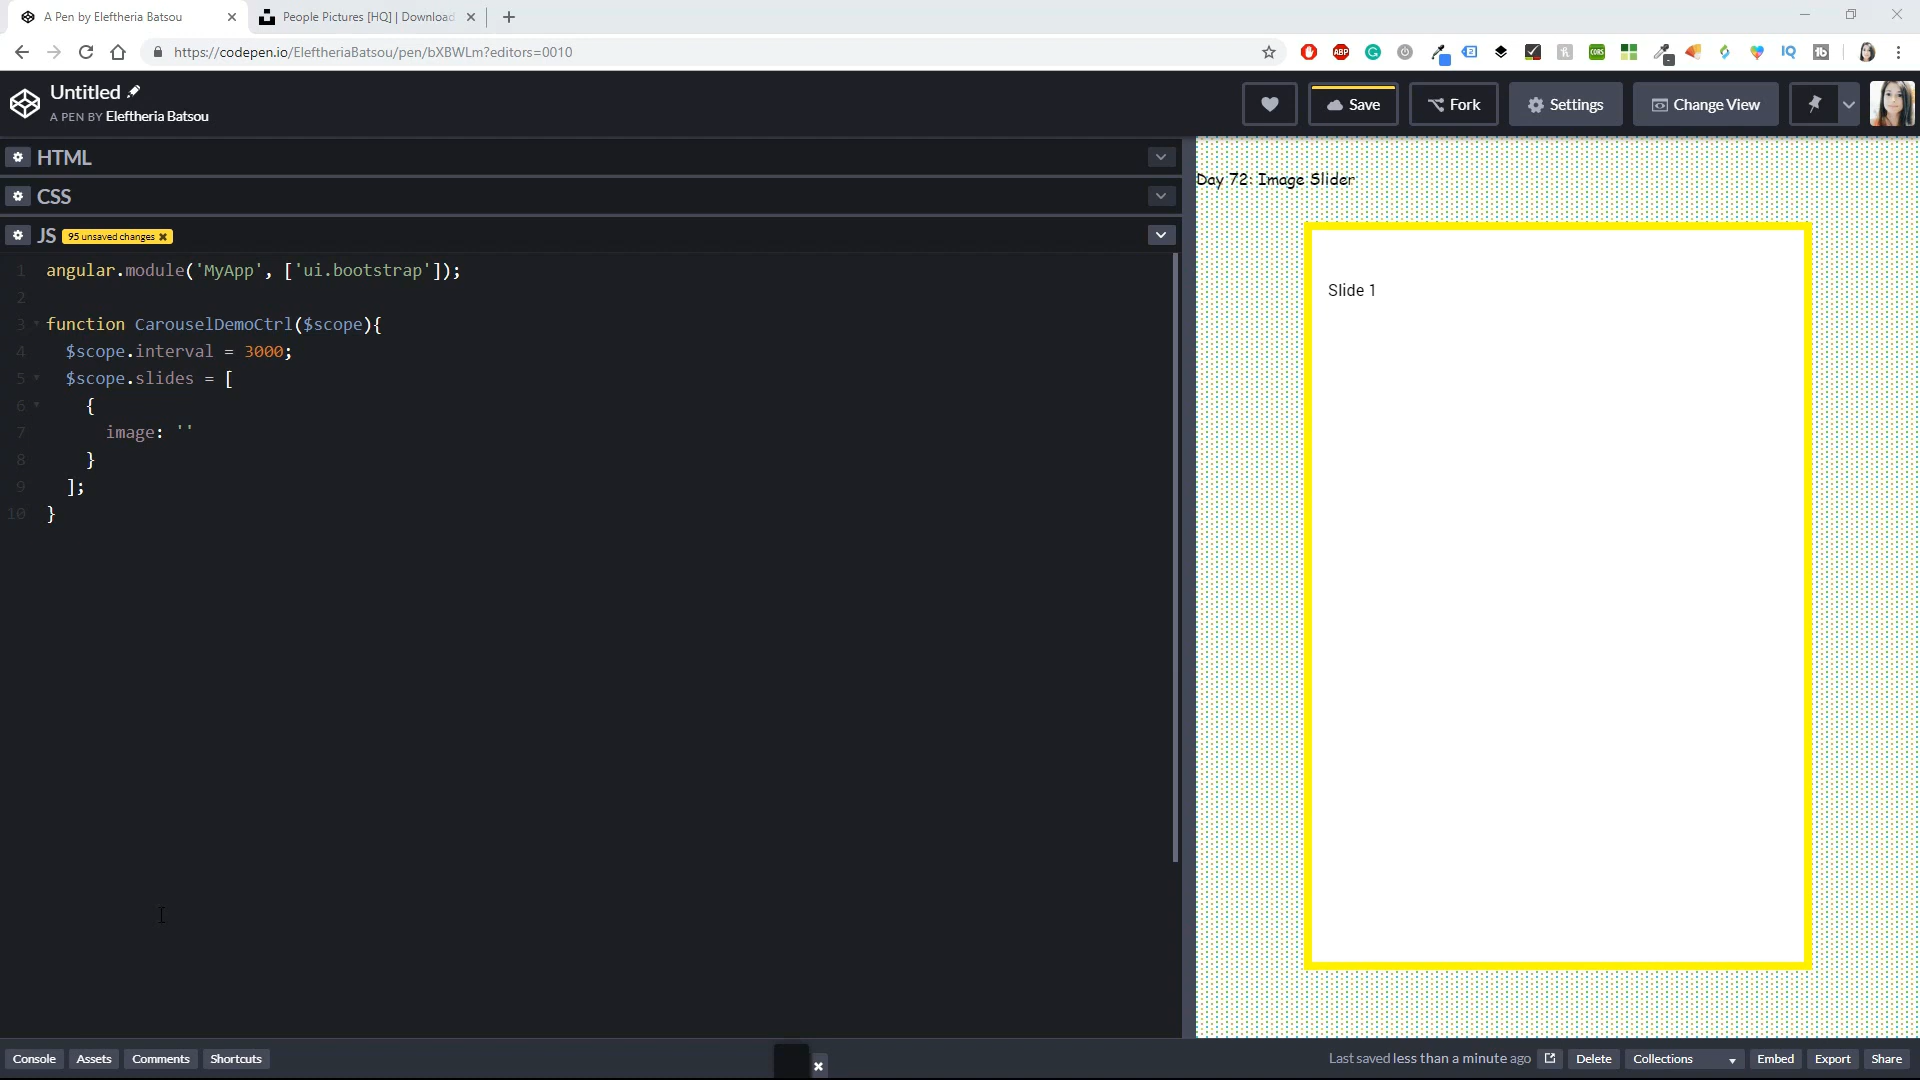 A Pen by Eleftheria Batsou
People Pictures [HQ] | Download
https://codepen.io/EleftheriaBatsou/pen/bXBWLm?editors=0010
Untitled
A PEN BY Eleftheria Batsou
Save
Fork
Settings
Change View
HTML
CSS
JS 95 unsaved changes
1 angular.module('MyApp', ['ui.bootstrap']);
2
3 function CarouselDemoCtrl($scope){
4 $scope.interval = 3000;
5 $scope.slides = [
6 {
7 image: ''
8 }
9 ];
10 }
Day 72: Image Slider
Slide 1
Console
Assets
Comments
Shortcuts
Last saved less than a minute ago
Delete
Collections
Embed
Export
Share